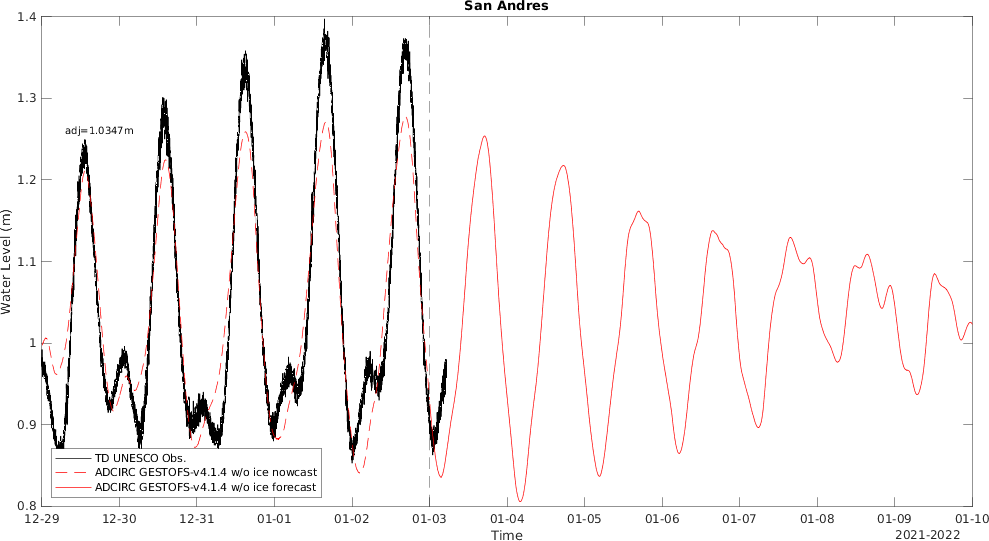 San Andres
1.4
1.3
1.2
1.1
1
0.9
0.8
Water Level (m)
adj=1.0347m
TD UNESCO Obs.
ADCIRC GESTOFS-v4.1.4 w/o ice nowcast
ADCIRC GESTOFS-v4.1.4 w/o ice forecast
12-29 12-30 12-31 01-01 01-02 01-03 01-04 01-05 01-06 01-07 01-08 01-09 01-10
Time
2021-2022